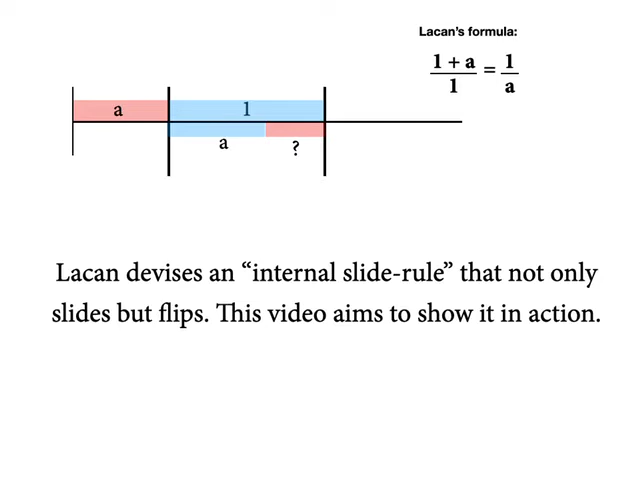 Lacan's formula:
1 + a / 1 = 1 / a
a 1
a ?
Lacan devises an “internal slide-rule” that not only
slides but flips. This video aims to show it in action.